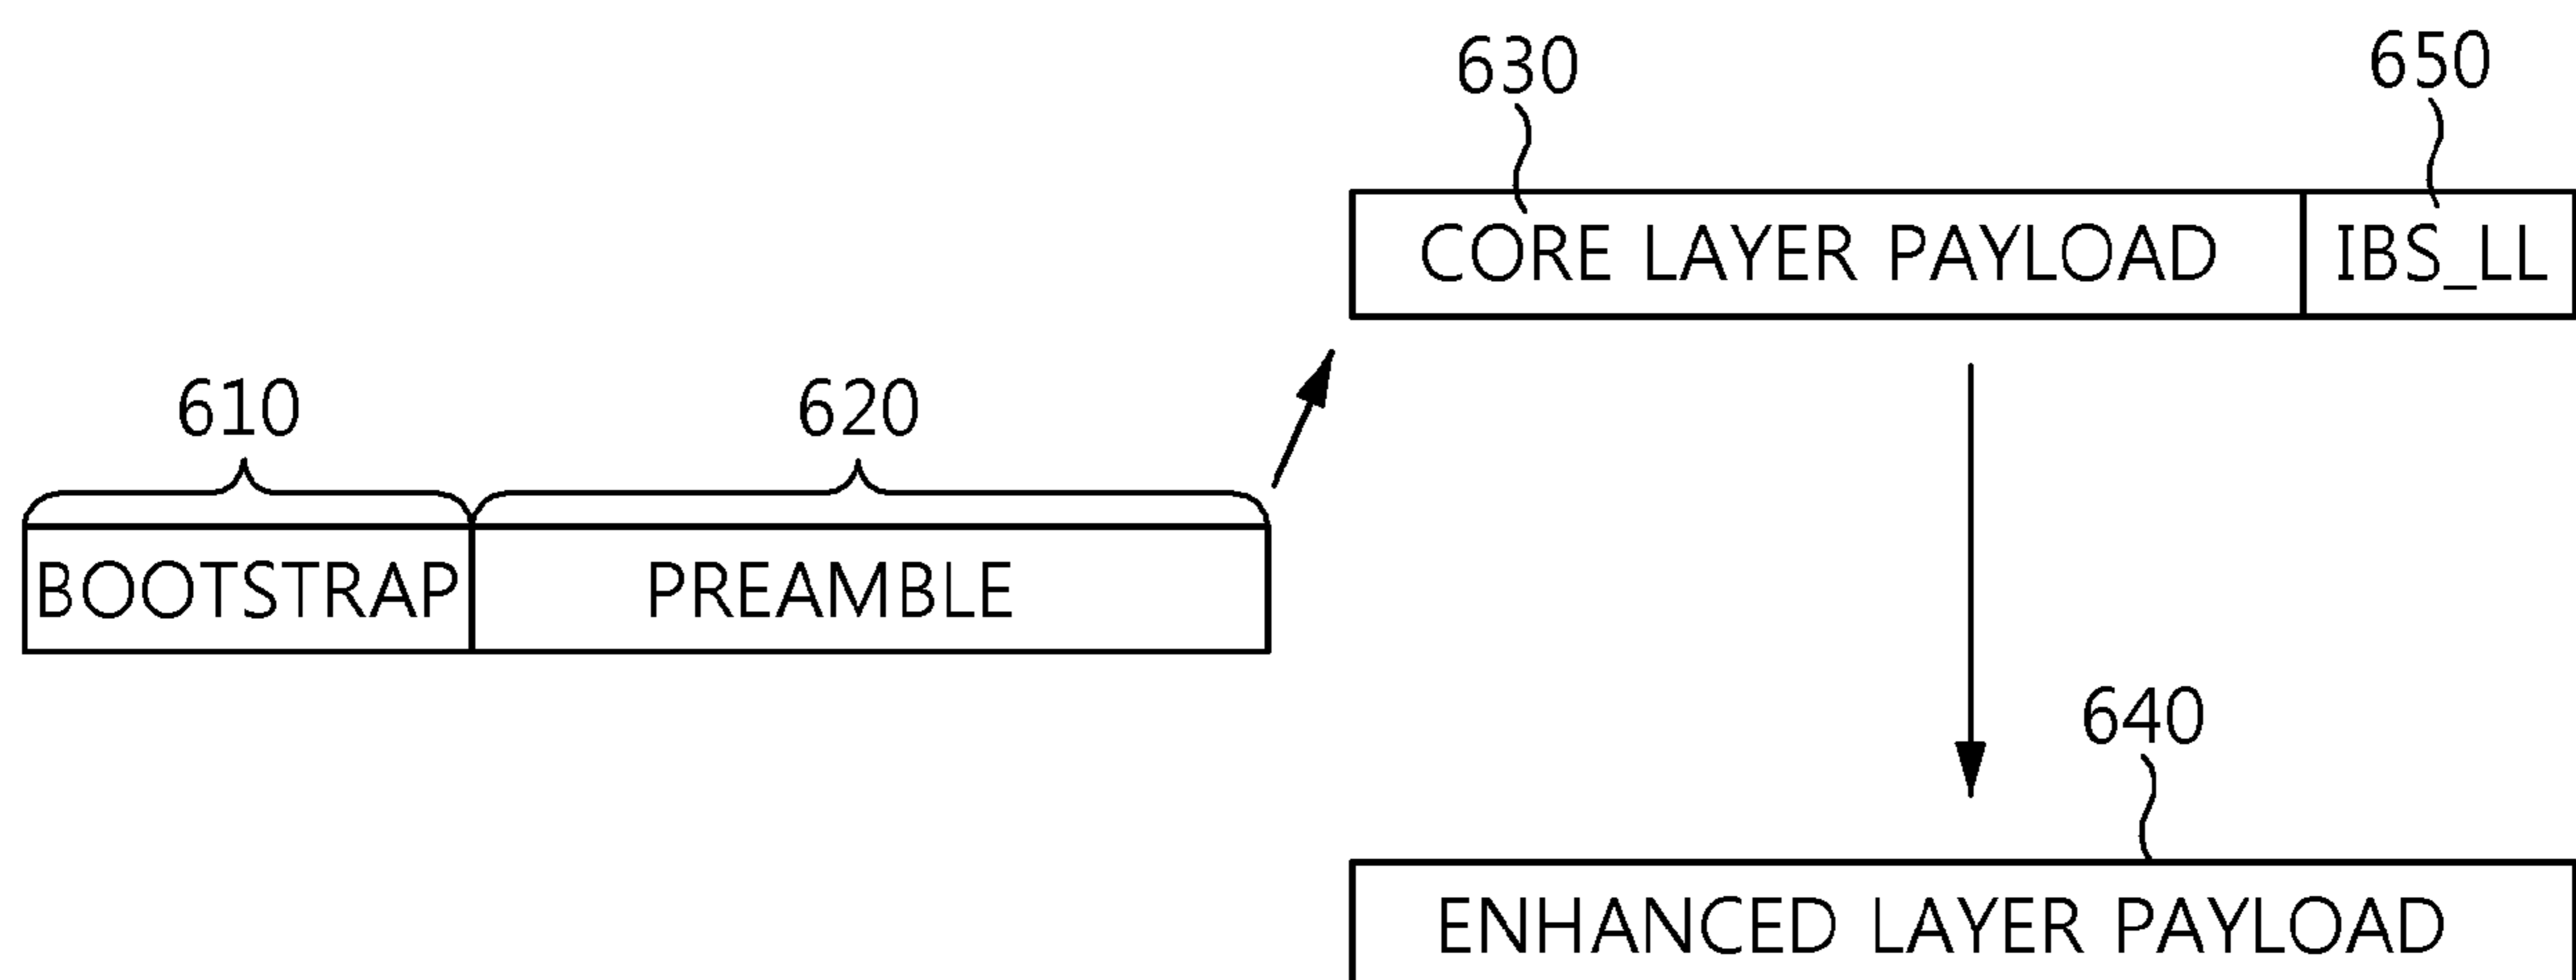 630
650
CORE LAYER PAYLOAD
IBS_LL
610
620
BOOTSTRAP
PREAMBLE
640
ENHANCED LAYER PAYLOAD